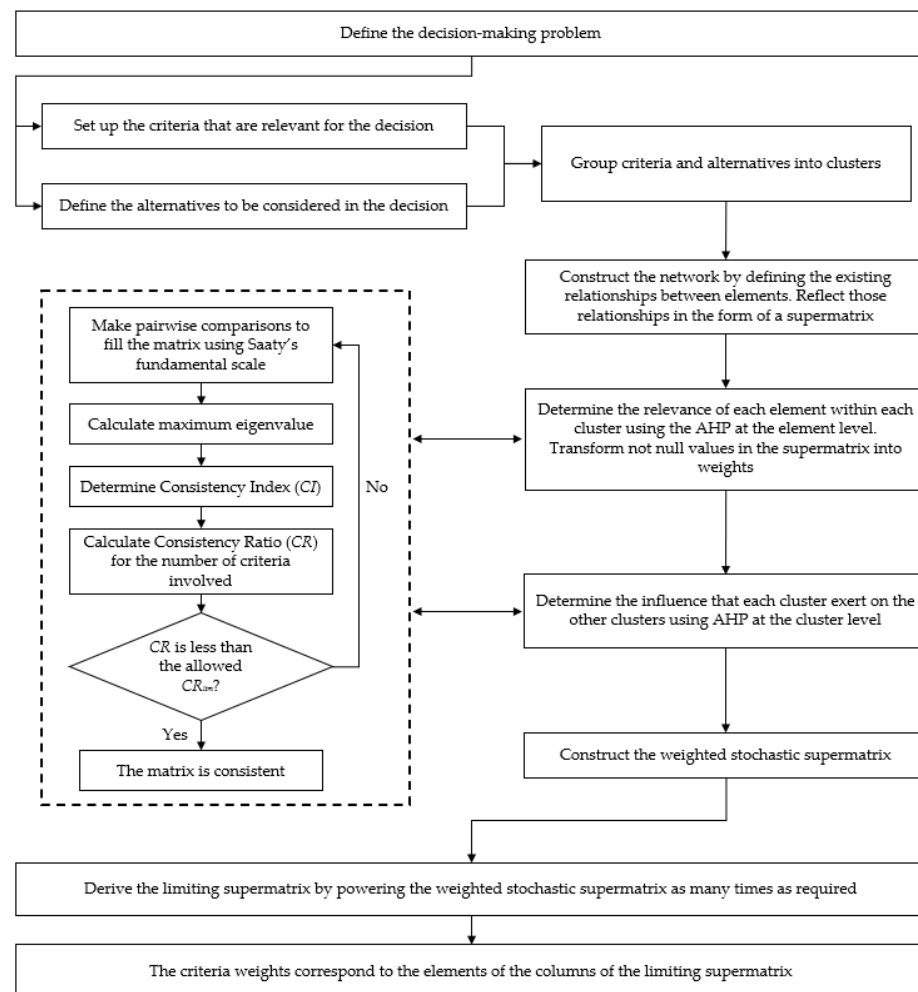 Define the decision-making problem
Set up the criteria that are relevant for the decision
Define the alternatives to be considered in the decision
Group criteria and alternatives into clusters
Construct the network by defining the existing
relationships between elements. Reflect those
relationships in the form of a supermatrix
Make pairwise comparisons to
fill the matrix using Saaty's
fundamental scale
Calculate maximum eigenvalue
Determine Consistency Index (CI)
No
Calculate Consistency Ratio (CR)
for the number of criteria
involved
CR is less than
the allowed
CRlim?
Yes
The matrix is consistent
Determine the relevance of each element within each
cluster using the AHP at the element level.
Transform not null values in the supermatrix into
weights
Determine the influence that each cluster exert on the
other clusters using AHP at the cluster level
Construct the weighted stochastic supermatrix
Derive the limiting supermatrix by powering the weighted stochastic supermatrix as many times as required
The criteria weights correspond to the elements of the columns of the limiting supermatrix